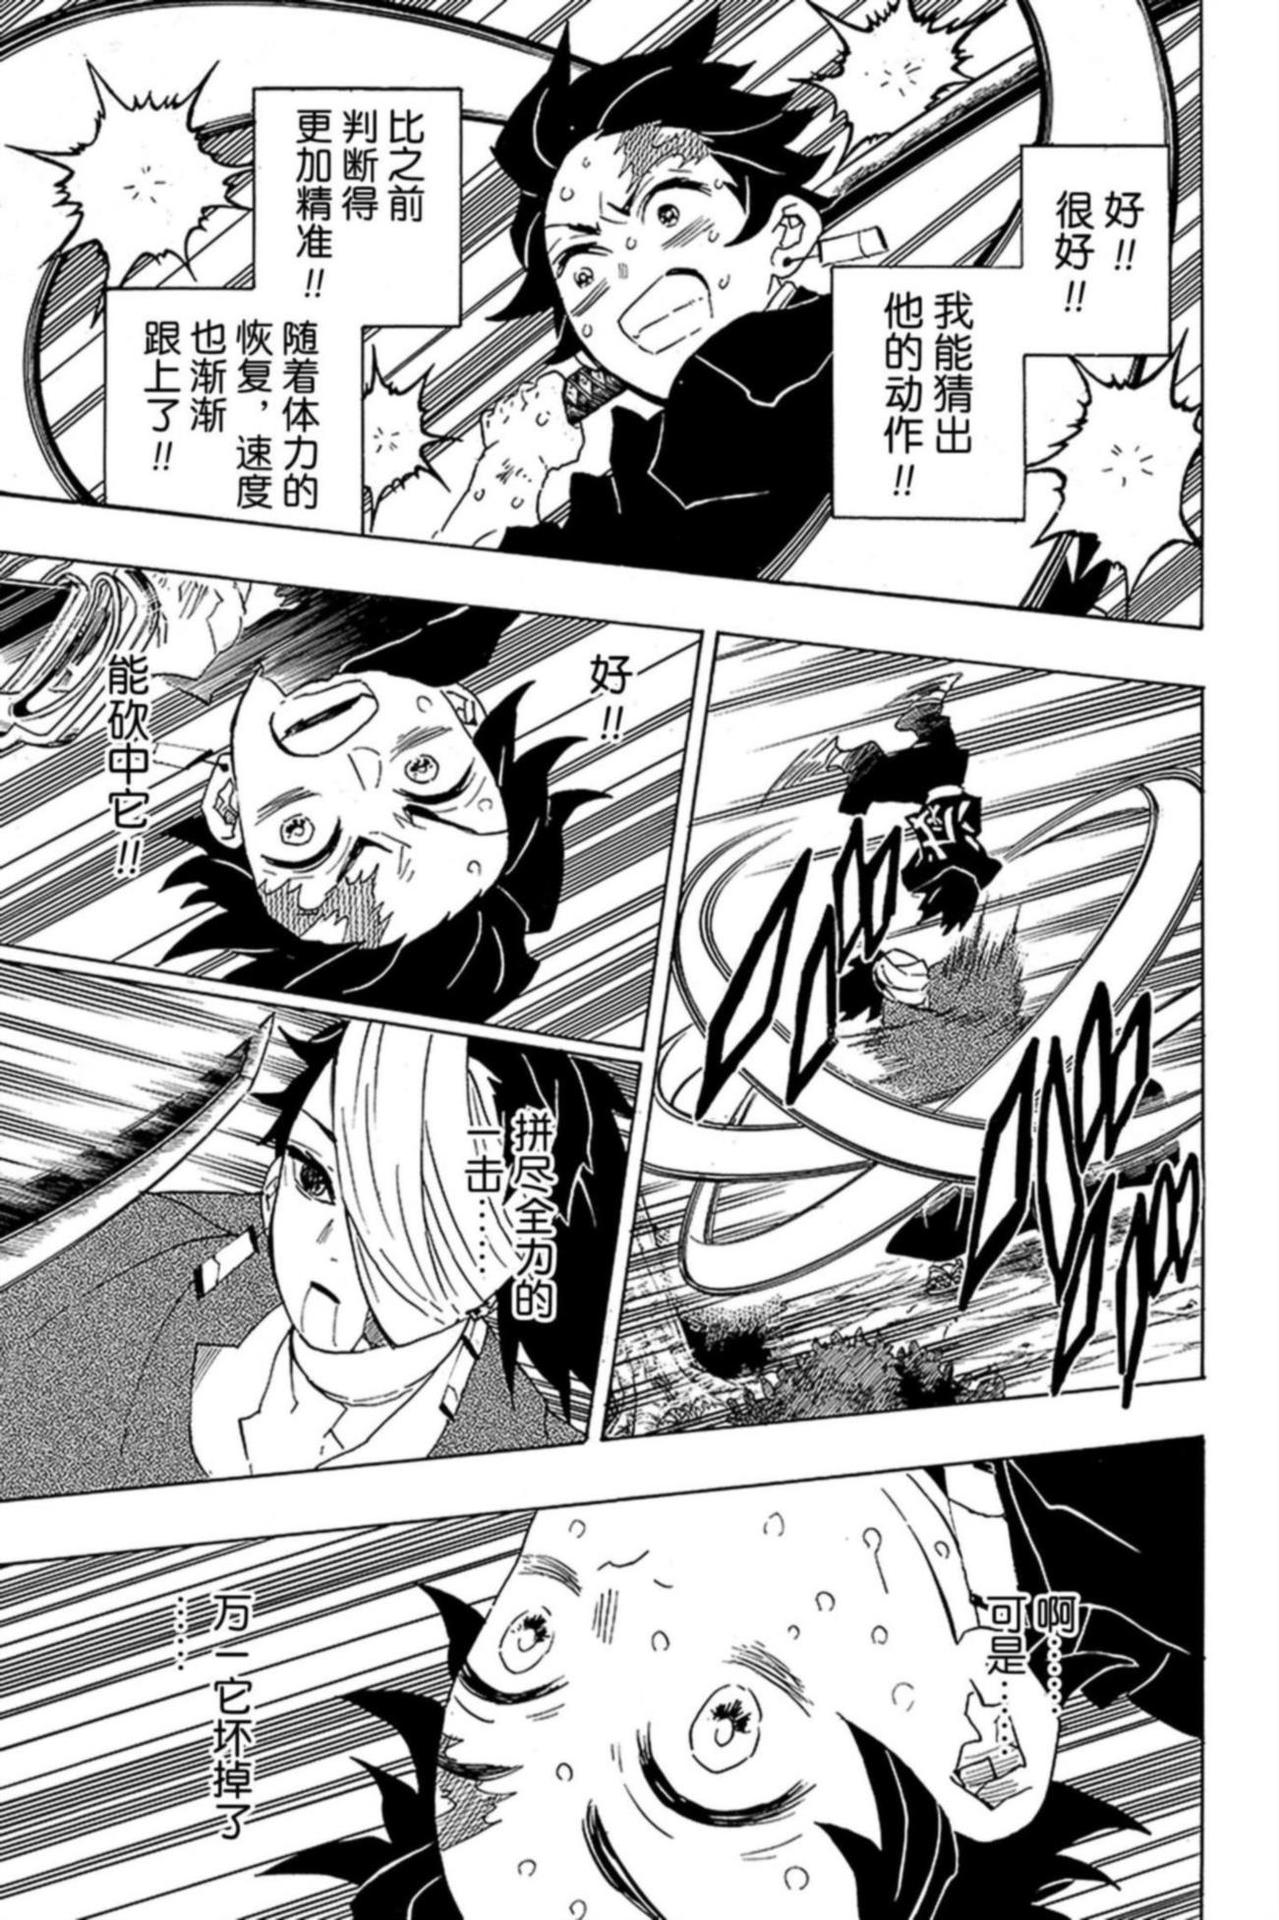 好!!
很好!!
我能猜出
他的动作!!
比之前
判断得
更加精准!!
随着体力的
恢复，速度
也渐渐
跟上了!!
好!!
能砍中它!!
拼尽全力的
一击……
啊……
可是……
万一它坏掉了
……